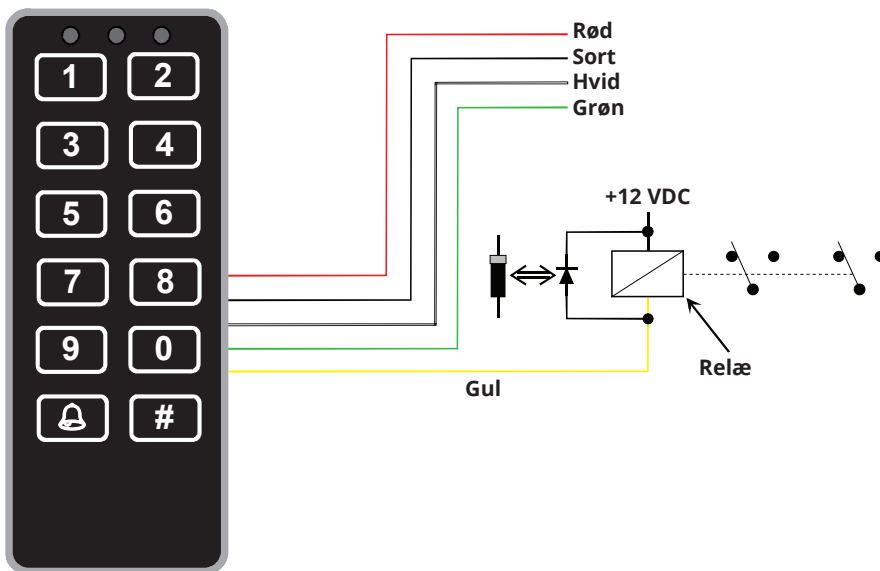 Rød
Sort
Hvid
Grøn
1 2
3 4
5 6
7 8
9 0
#
+12 VDC
Relæ
Gul